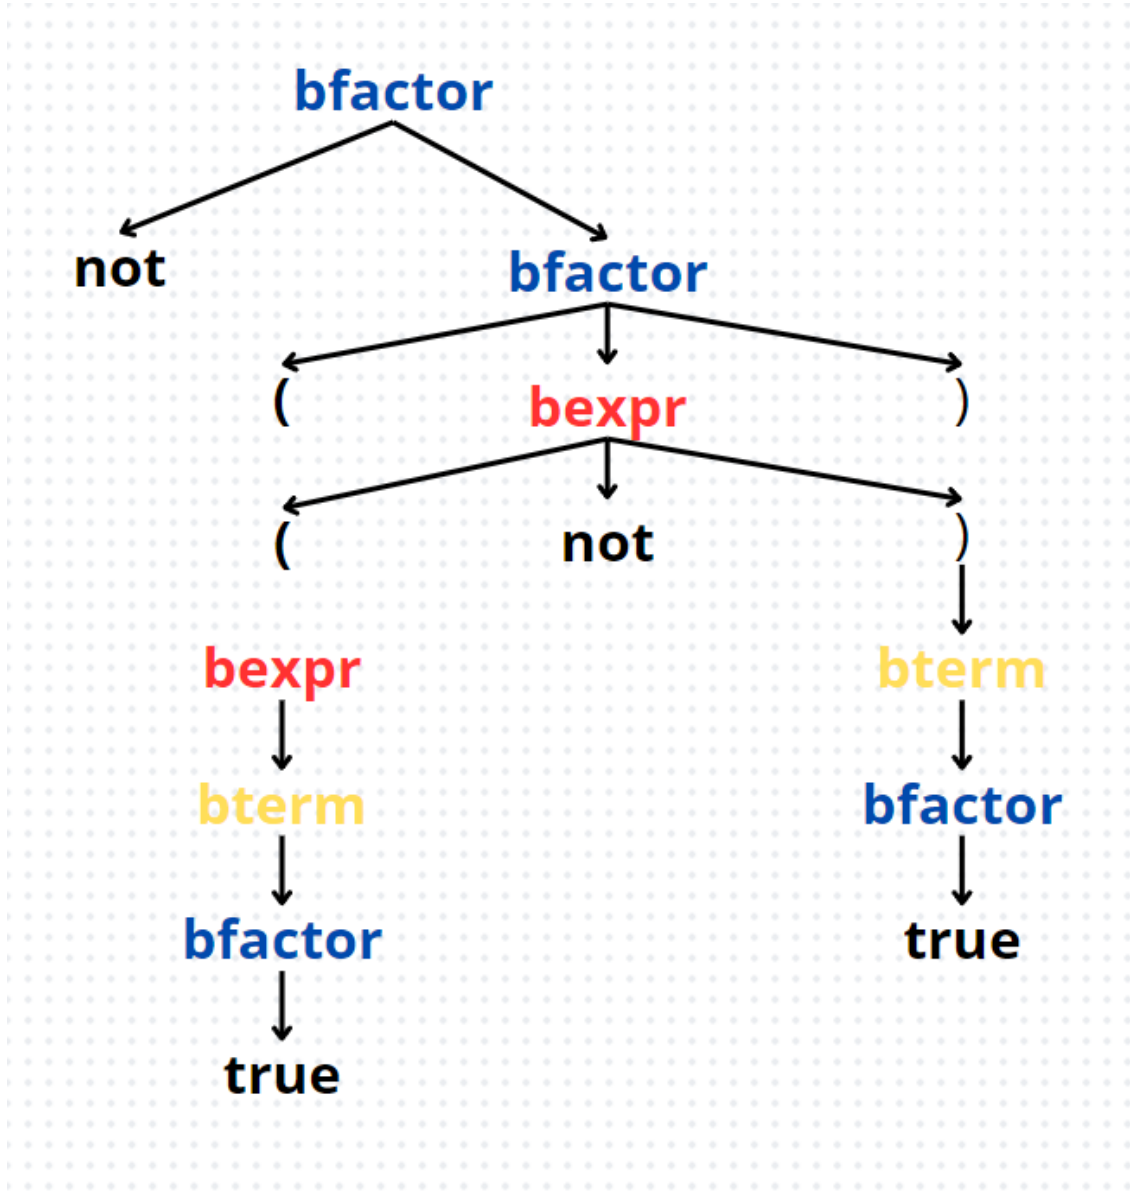 bfactor
not bfactor
( bexpr )
( not )
bexpr bterm
bterm bfactor
bfactor true
true